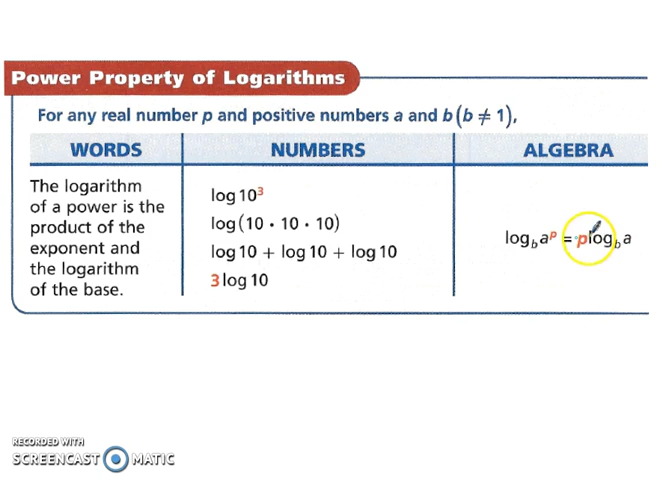 Power Property of Logarithms
For any real number p and positive numbers a and b (b ≠ 1),
WORDS
NUMBERS
ALGEBRA
The logarithm
of a power is the
product of the
exponent and
the logarithm
of the base.
log 10³
log(10 · 10 · 10)
log 10 + log 10 + log 10
3 log 10
log_b aᵖ = p log_b a
RECORDED WITH
SCREENCAST O MATIC